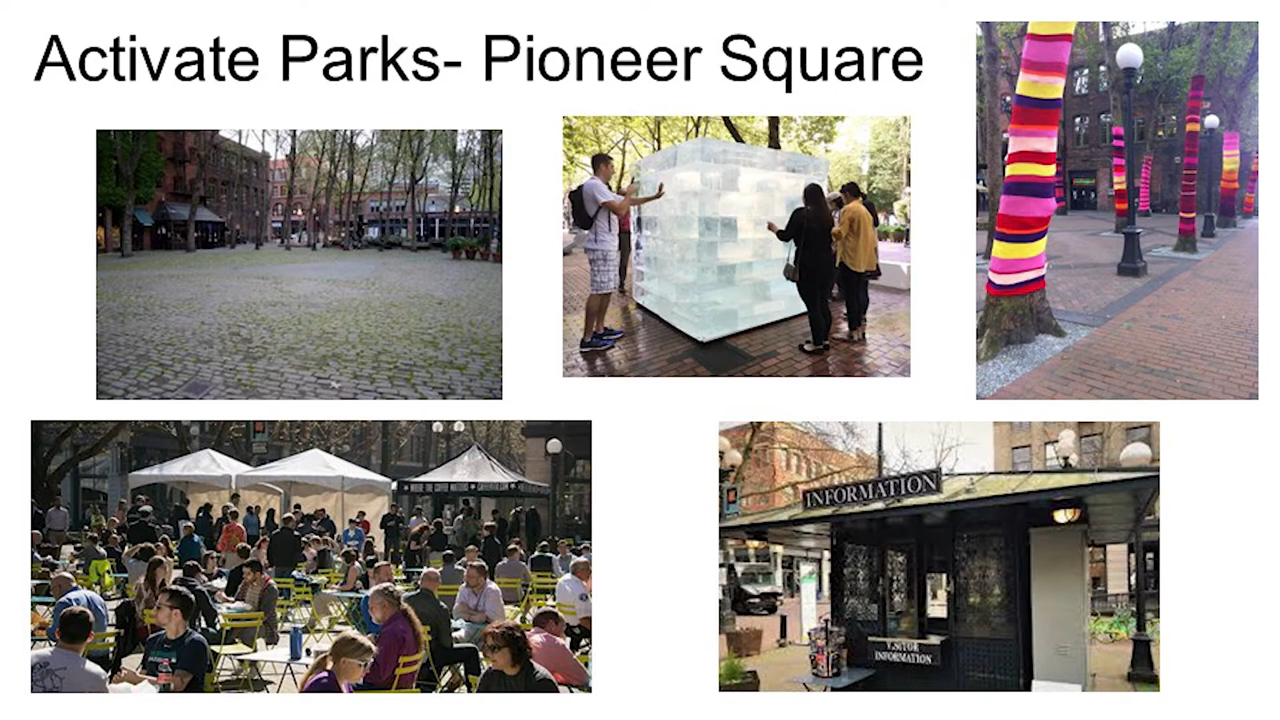 Activate Parks- Pioneer Square
INFORMATION
VISITOR
INFORMATION